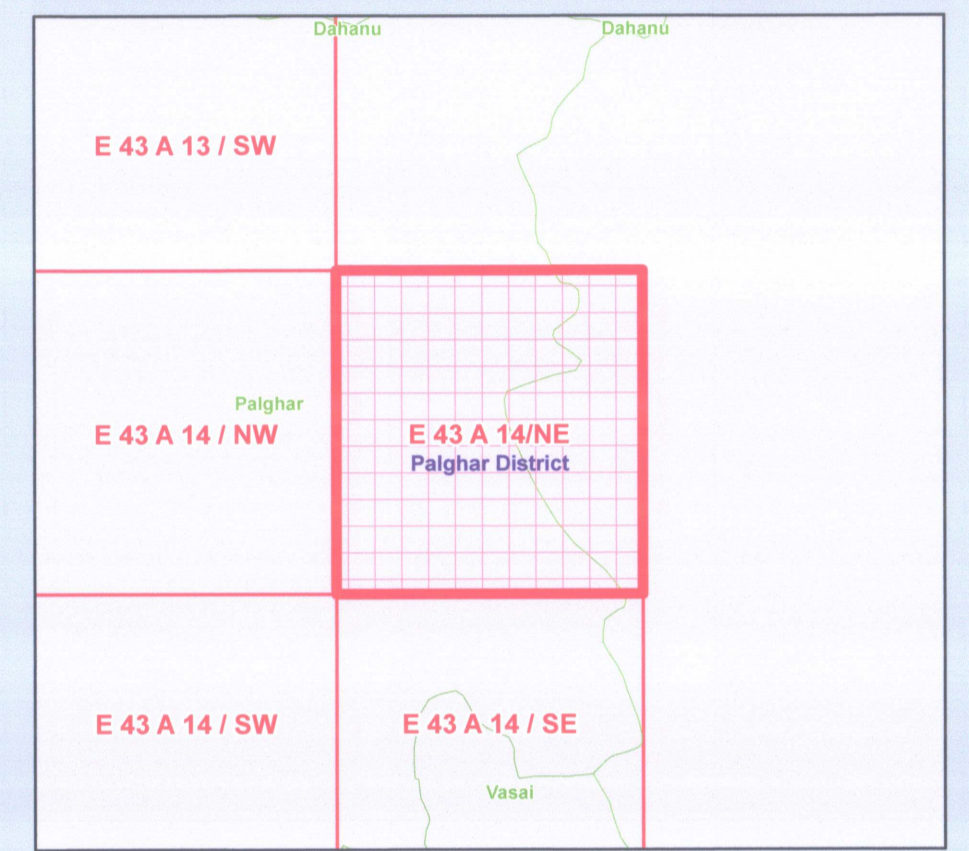 Dahanu
Dahanu
E 43 A 13 / SW
Palghar
E 43 A 14 / NW
E 43 A 14/NE
Palghar District
E 43 A 14 / SW
E 43 A 14 / SE
Vasai